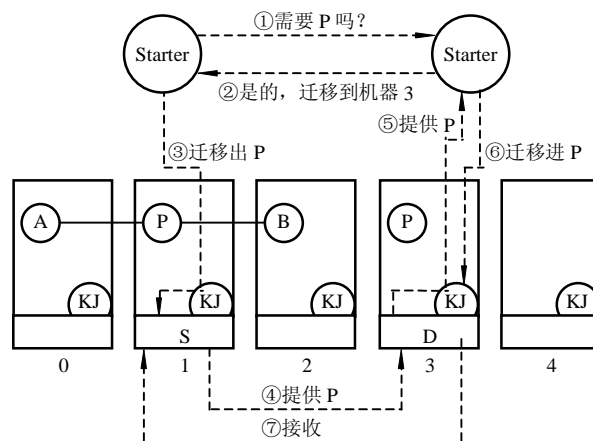 ①需要 P 吗？
Starter
Starter
②是的，迁移到机器 3
⑤提供 P
③迁移出 P
⑥迁移进 P
A
P
B
P
KJ
KJ
KJ
KJ
KJ
S
D
0
1
2
3
4
④提供 P
⑦接收